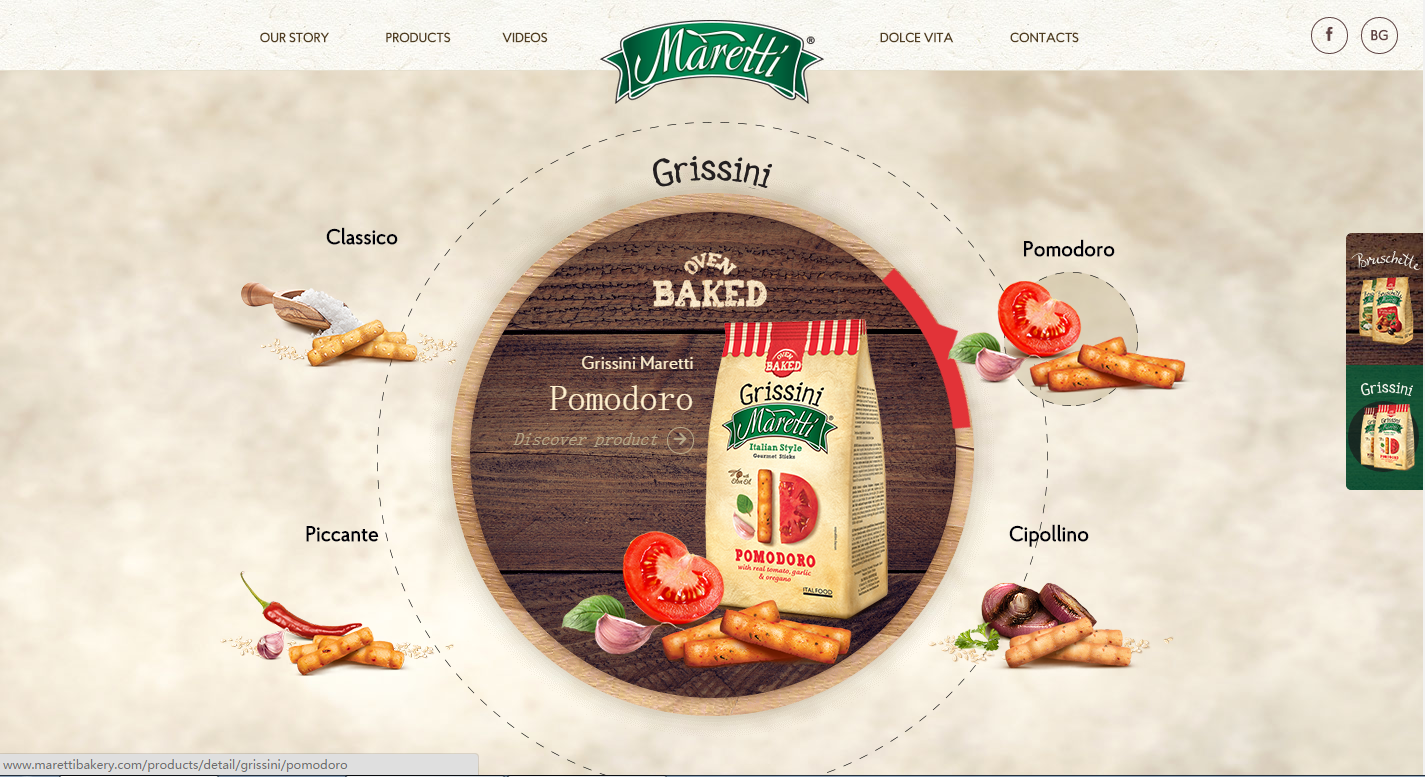 OUR STORY
PRODUCTS
VIDEOS
Maretti®
DOLCE VITA
CONTACTS
f
BG
Grissini
Classico
Pomodoro
OVEN
BAKED
Grissini Maretti
Pomodoro
Discover product
OVEN
BAKED
Grissini
Maretti®
Italian Style
Gourmet Sticks
with
Olive Oil
POMODORO
with real tomato, garlic
& oregano
ITALFOOD
Piccante
Cipollino
Bruschette
Grissini
Maretti
POMODORO
www.marettibakery.com/products/detail/grissini/pomodoro